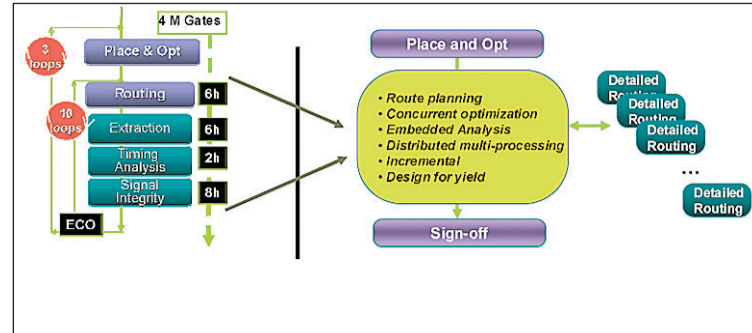 4 M Gates
3
loops
Place & Opt
Routing
6h
10
loops
Extraction
6h
Timing
Analysis
2h
Signal
Integrity
8h
ECO
Place and Opt
• Route planning
• Concurrent optimization
• Embedded Analysis
• Distributed multi-processing
• Incremental
• Design for yield
Sign-off
Detailed
Routing
Detailed
Routing
Detailed
Routing
...
Detailed
Routing